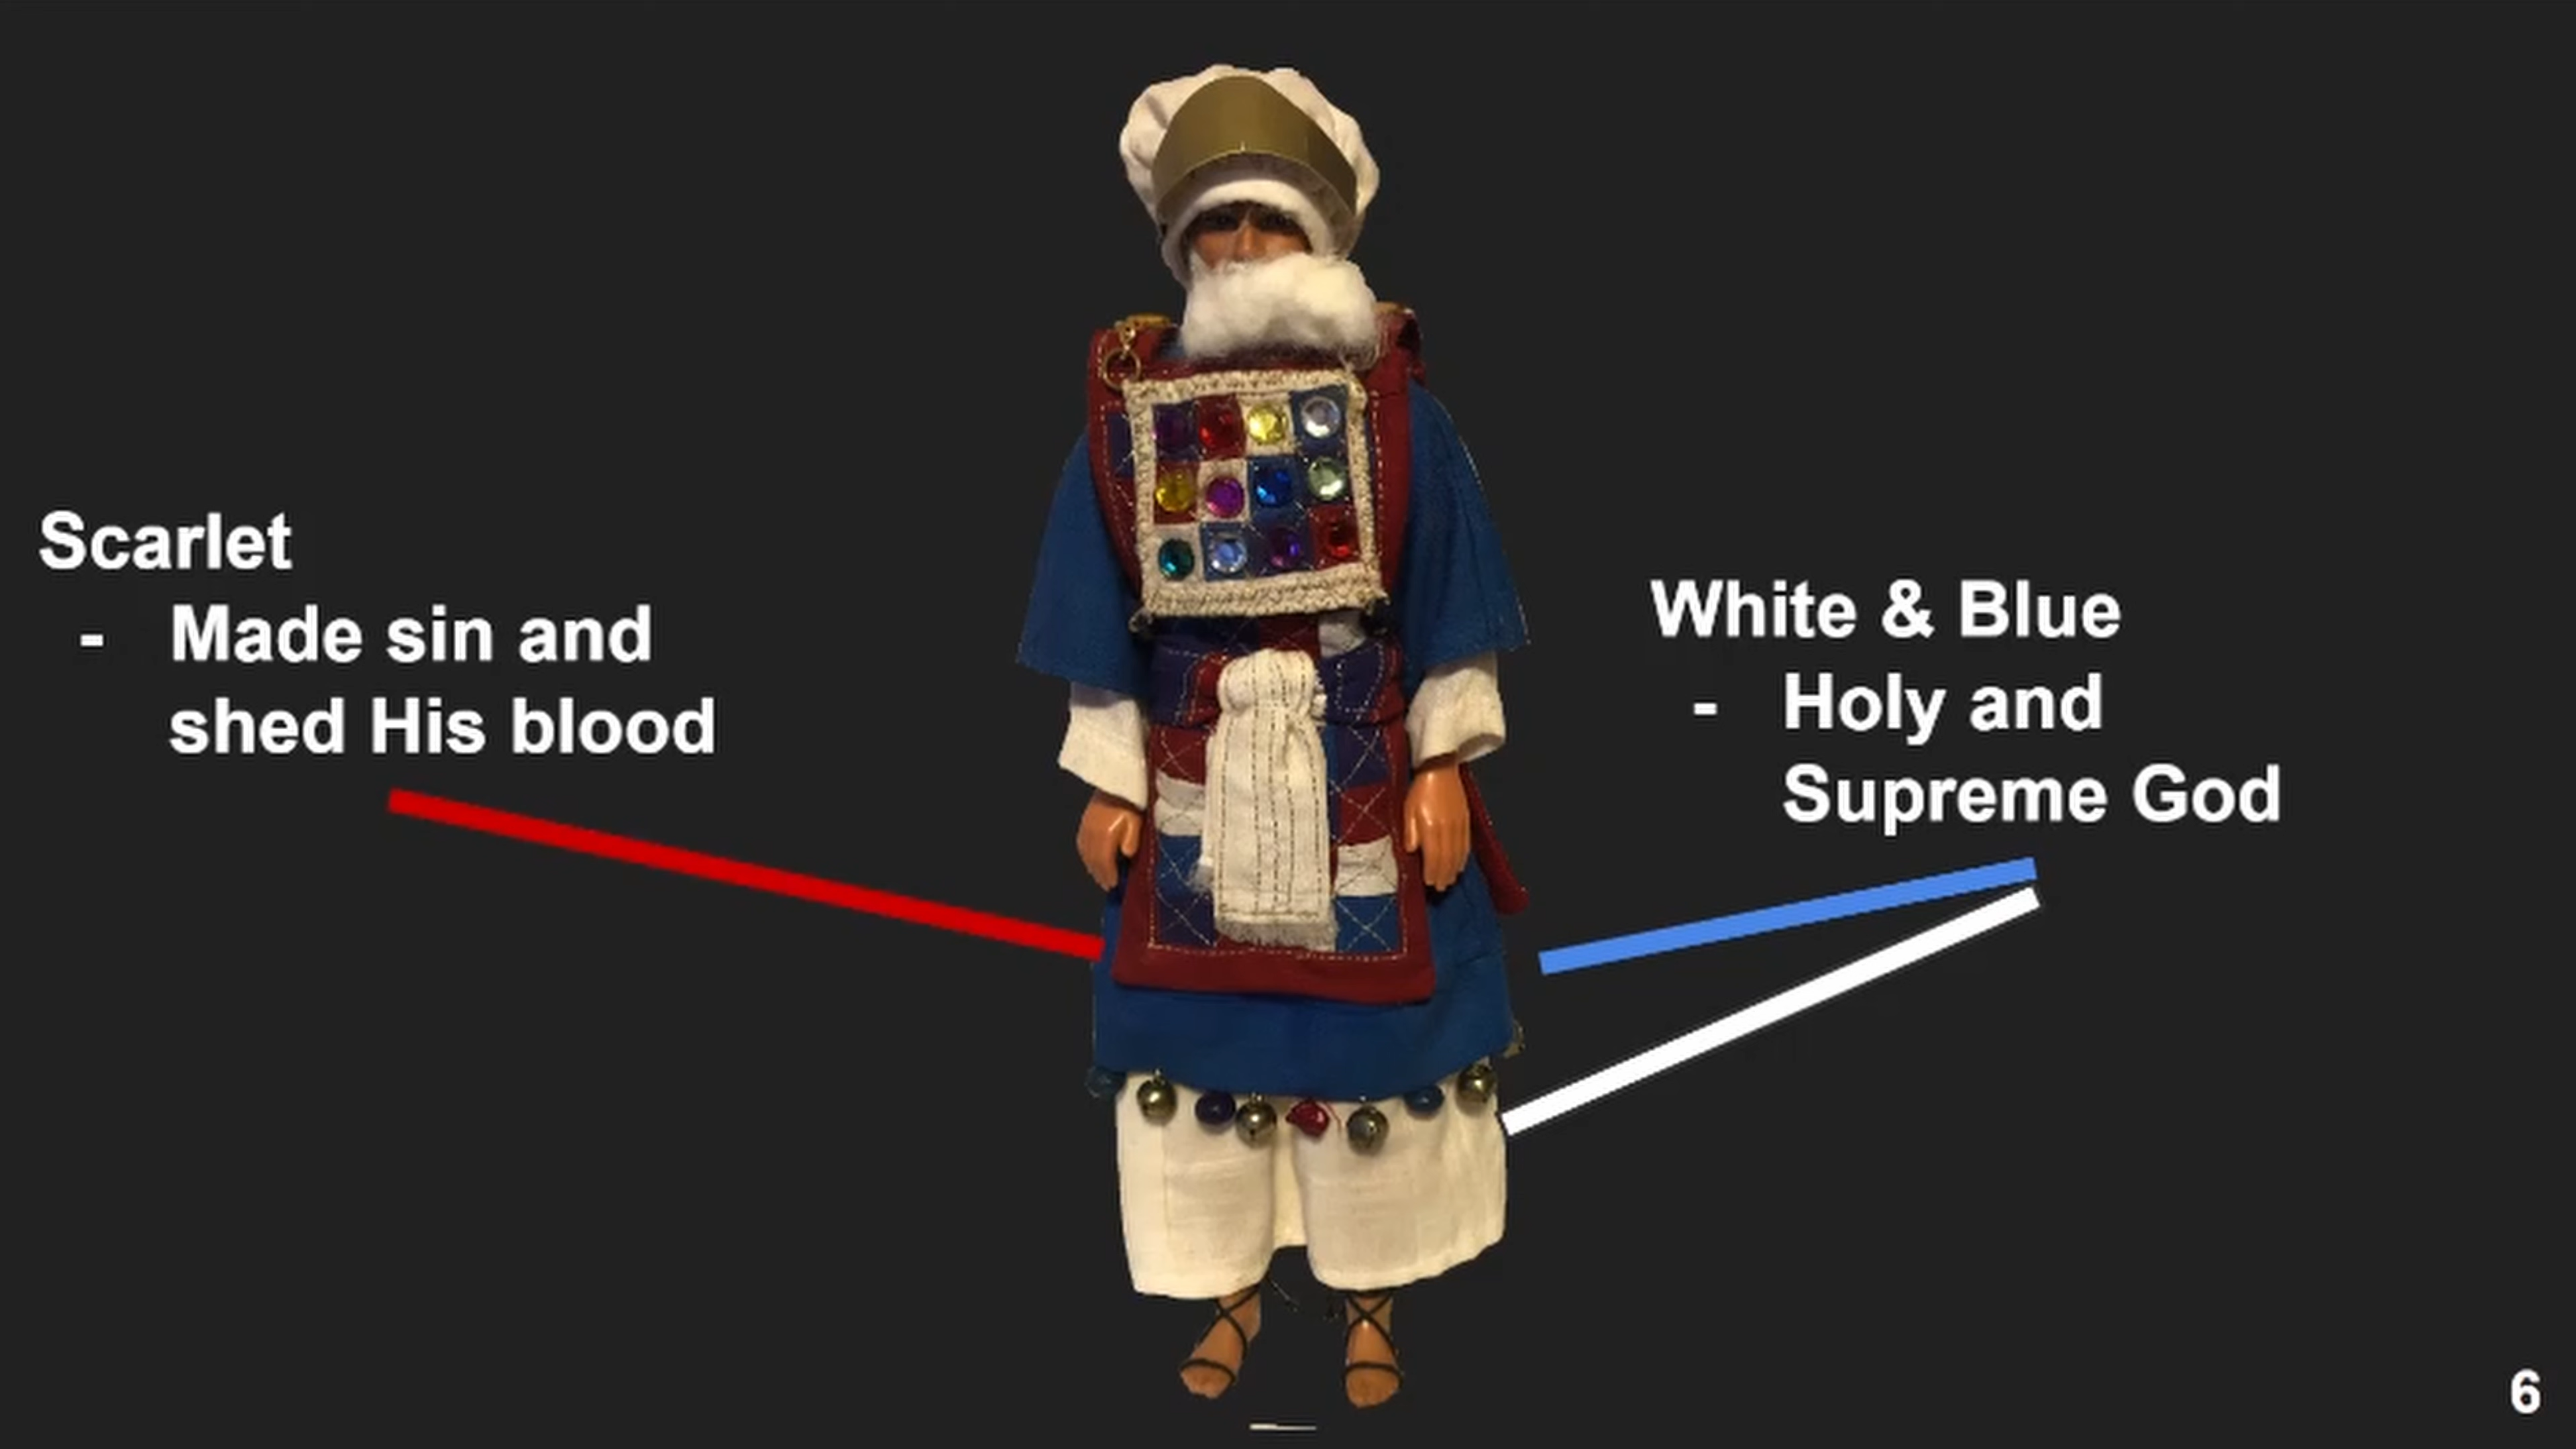 Scarlet
- Made sin and
shed His blood
White & Blue
- Holy and
Supreme God
6